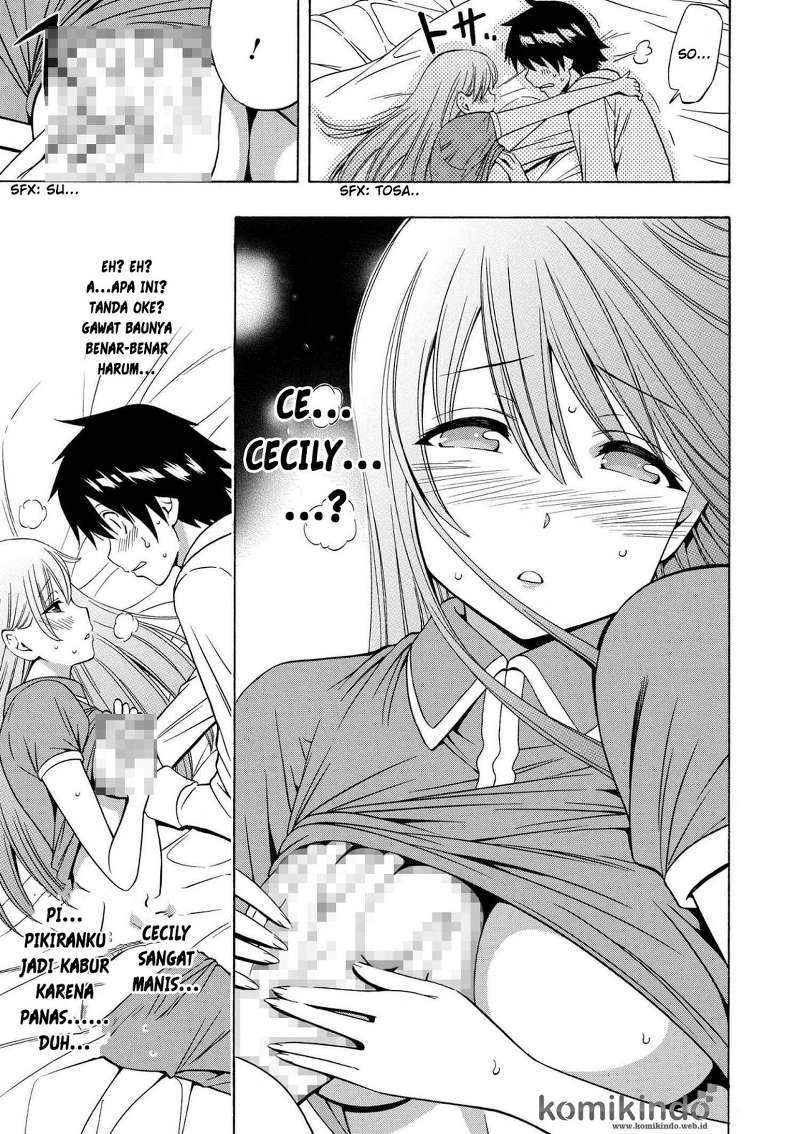 SO...
トサ..
SFX: TOSA..
!
SFX: SU...
CE...
CECILY...
...?
EH? EH?
A...APA INI?
TANDA OKE?
GAWAT BAUNYA
BENAR-BENAR
HARUM...
CECILY
SANGAT
MANIS...
PI...
PIKIRANKU
JADI KABUR
KARENA
PANAS......
DUH...
komikindo
www.komikindo.web.id